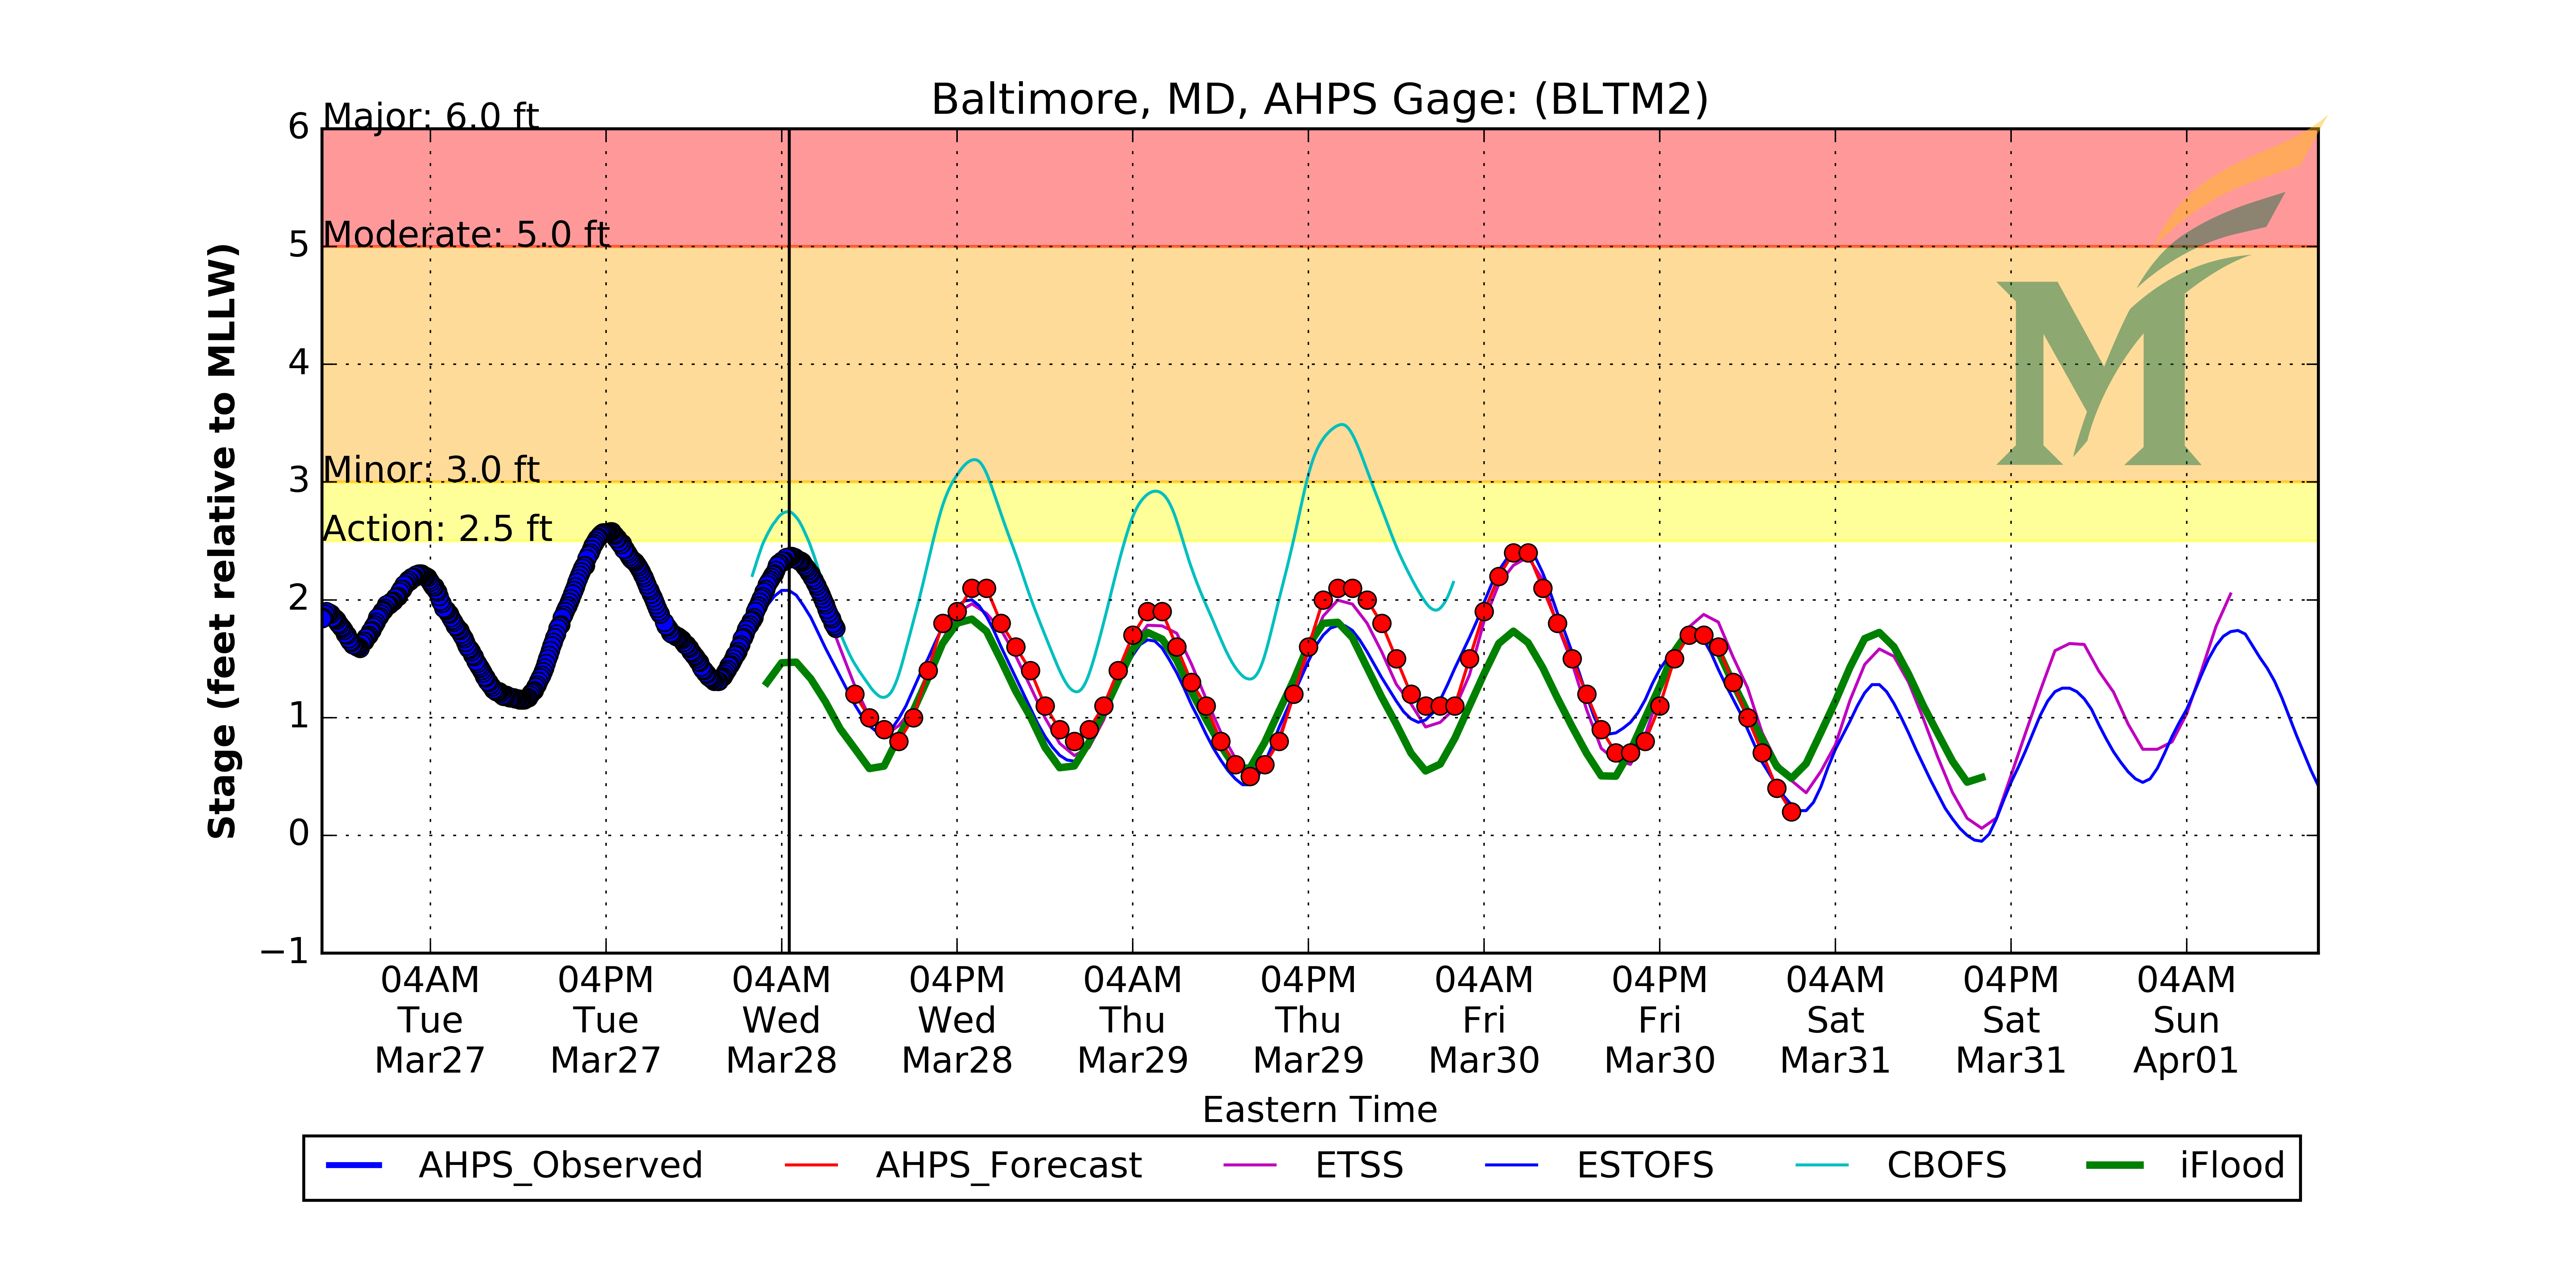 Baltimore, MD, AHPS Gage: (BLTM2)
Stage (feet relative to MLLW)
6
5
4
3
2
1
0
−1
Major: 6.0 ft
Moderate: 5.0 ft
Minor: 3.0 ft
Action: 2.5 ft
M
04AM 04PM 04AM 04PM 04AM 04PM 04AM 04PM 04AM 04PM 04AM
Tue Tue Wed Wed Thu Thu Fri Fri Sat Sat Sun
Mar27 Mar27 Mar28 Mar28 Mar29 Mar29 Mar30 Mar30 Mar31 Mar31 Apr01
Eastern Time
AHPS_Observed AHPS_Forecast ETSS ESTOFS CBOFS iFlood